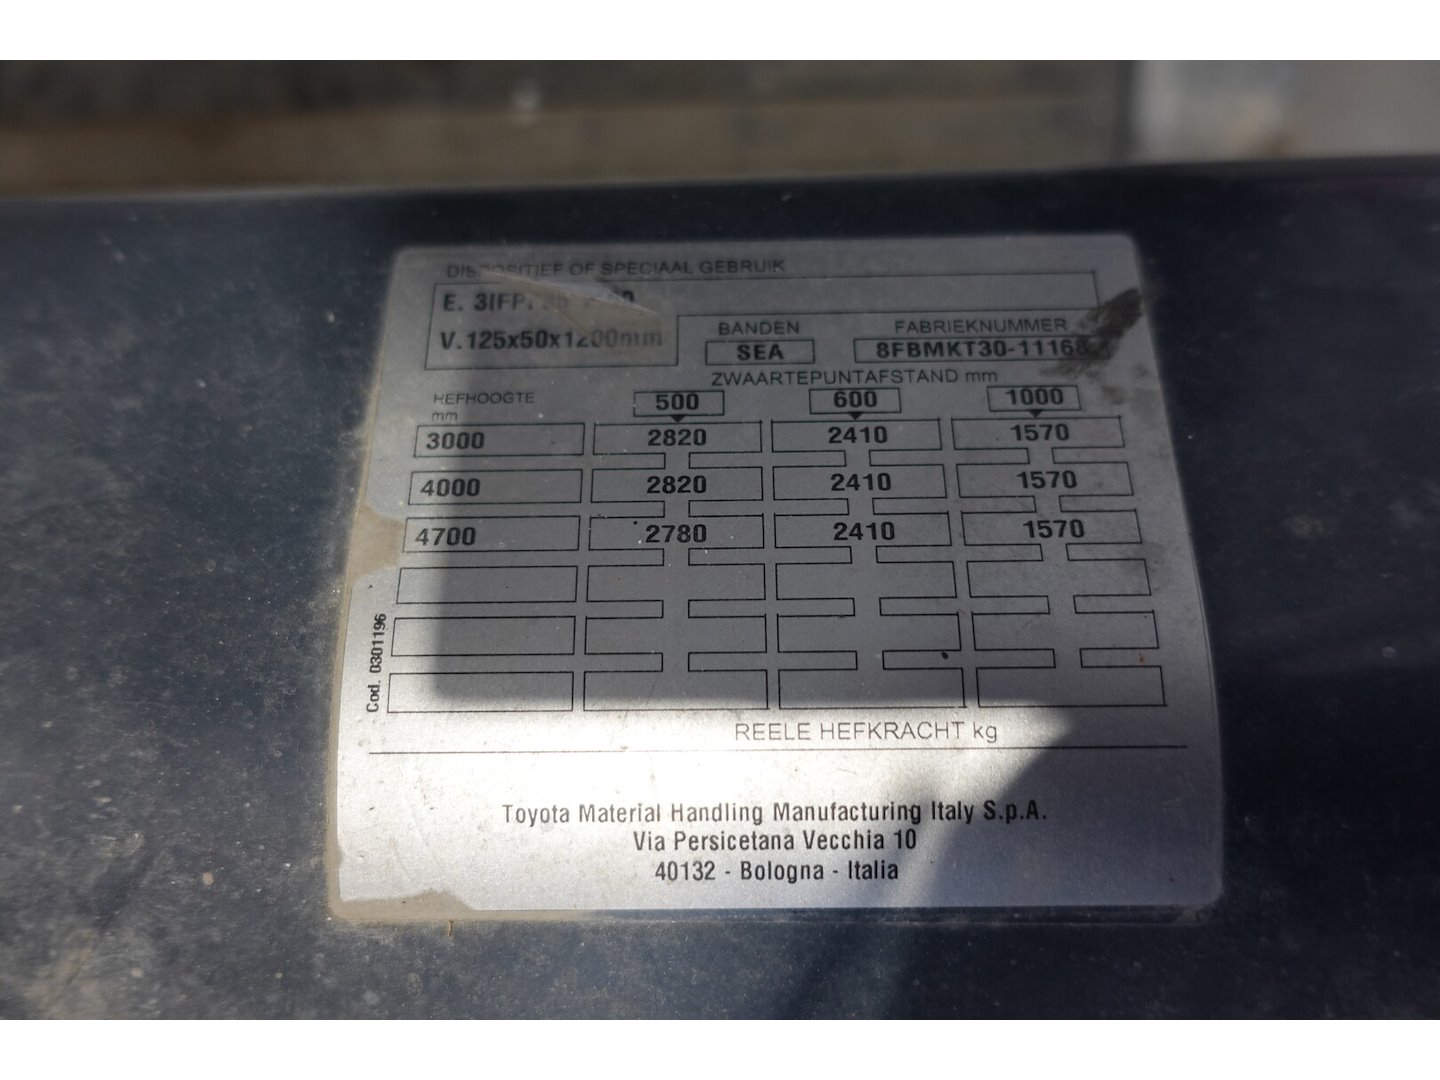 DISPOSITIEF OF SPECIAAL GEBRUIK
E. 3IFP.
V.125x50x1200mm
BANDEN
SEA
FABRIEKNUMMER
ZWAARTEPUNTAFSTAND mm
HEFHOOGTE mm
500 600 1000
3000 2820 2410 1570
4000 2820 2410 1570
4700 2780 2410 1570
Cod. 0301196
REELE HEFKRACHT kg
Toyota Material Handling Manufacturing Italy S.p.A.
Via Persicetana Vecchia 10
40132 - Bologna - Italia